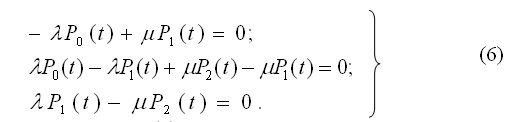 − λP₀(t) + μP₁(t) = 0;
λP₀(t) − λP₁(t) + μP₂(t) − μP₁(t) = 0;
(6)
λP₁(t) − μP₂(t) = 0.